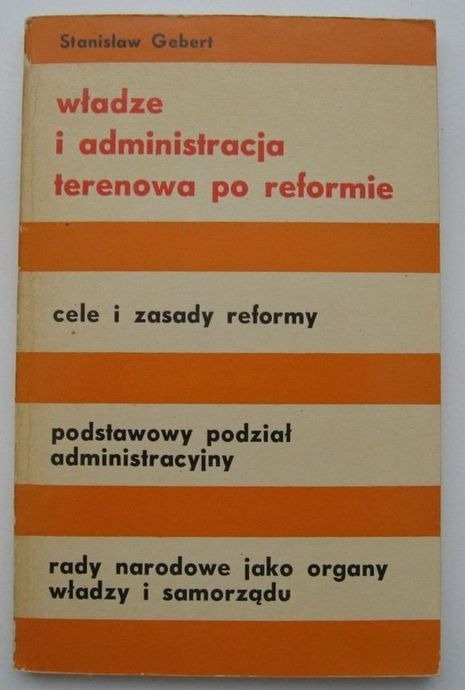 Stanisław Gebert
władze
i administracja
terenowa po reformie
cele i zasady reformy
podstawowy podział
administracyjny
rady narodowe jako organy
władzy i samorządu